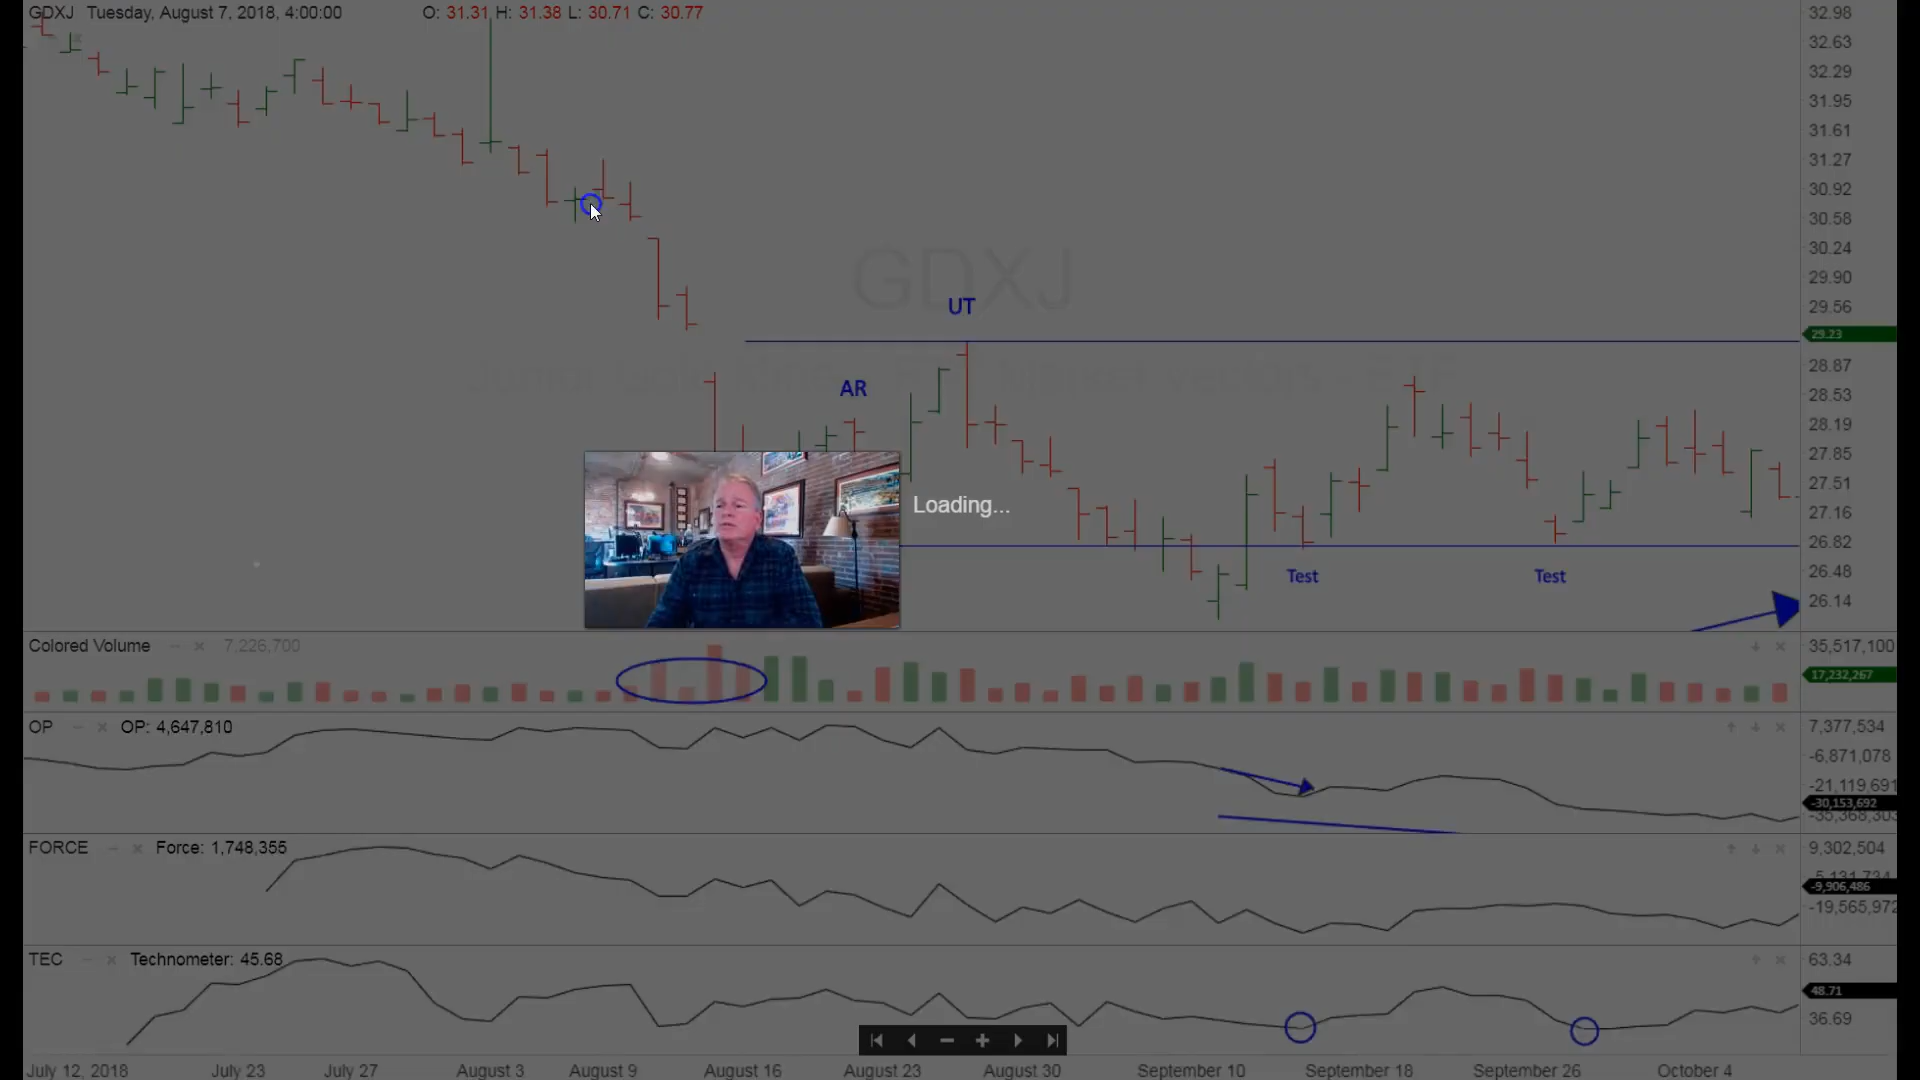 GDXJ Tuesday, August 7, 2018, 4:00:00 O: 31.31 H: 31.38 L: 30.71 C: 30.77
32.98
32.63
32.29
31.95
31.61
31.27
30.92
30.58
30.24
29.90
29.56
29.23
28.87
28.53
28.19
27.85
27.51
27.16
26.82
26.48
26.14
GDXJ
UT
AR
Loading...
Test Test
Colored Volume 7,226,700 35,517,100
17,232,267
OP OP: 4,647,810 7,377,534
-6,871,078
-21,119,691
-30,153,692
-35,368,303
FORCE Force: 1,748,355 9,302,504
-5,131,734
-9,906,486
-19,565,972
TEC Technometer: 45.68 63.34
48.71
36.69
July 12, 2018 July 23 July 27 August 3 August 9 August 16 August 23 August 30 September 10 September 18 September 26 October 4